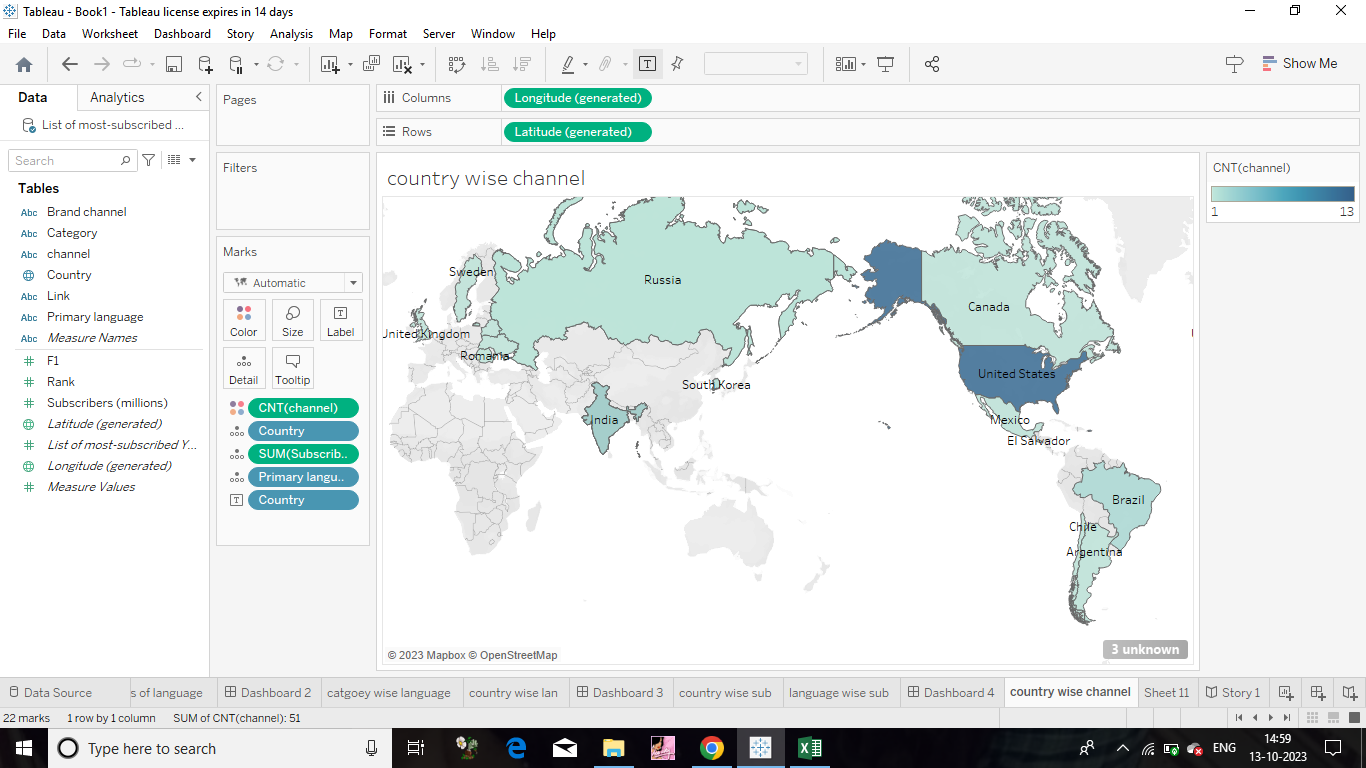 Tableau - Book1 - Tableau license expires in 14 days
File Data Worksheet Dashboard Story Analysis Map Format Server Window Help
Show Me
Data
Analytics
List of most-subscribed ...
Search
Tables
Abc Brand channel
Abc Category
Abc channel
Country
Abc Link
Abc Primary language
Abc Measure Names
# F1
# Rank
# Subscribers (millions)
Latitude (generated)
# List of most-subscribed Y...
Longitude (generated)
# Measure Values
Pages
Filters
Marks
Automatic
Color
Size
Label
Detail
Tooltip
CNT(channel)
Country
SUM(Subscrib..
Primary langu..
Country
Columns
Longitude (generated)
Rows
Latitude (generated)
country wise channel
Sweden
Russia
Canada
United Kingdom
Romania
United States
South Korea
India
Mexico
El Salvador
Brazil
Chile
Argentina
© 2023 Mapbox © OpenStreetMap
3 unknown
CNT(channel)
1 13
Data Source
s of language
Dashboard 2
catgoey wise language
country wise lan
Dashboard 3
country wise sub
language wise sub
Dashboard 4
country wise channel
Sheet 11
Story 1
22 marks 1 row by 1 column SUM of CNT(channel): 51
Type here to search
ENG
14:59
13-10-2023